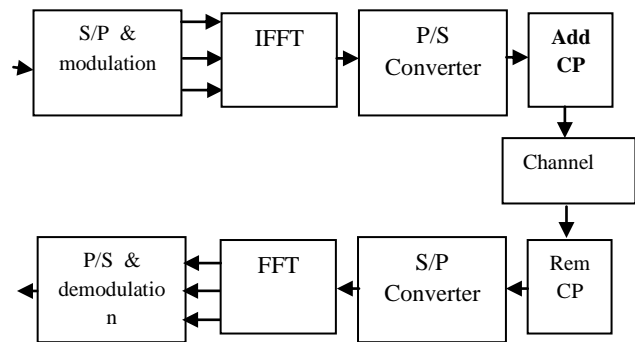 S/P &
modulation
IFFT
P/S
Converter
Add
CP
Channel
P/S &
demodulatio
n
FFT
S/P
Converter
Rem
CP